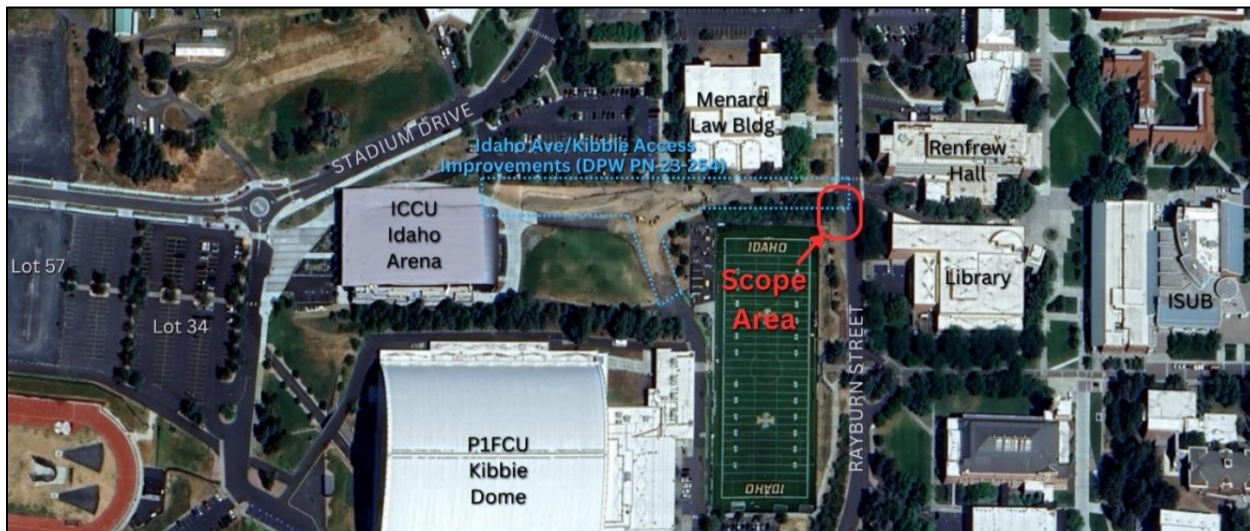 Menard
Law Bldg
STADIUM DRIVE
Idaho Ave/Kibbie Access
Improvements (DPW PN-23-254)
Renfrew
Hall
ICCU
Idaho
Arena
IDAHO
Lot 57
Scope
Area
Library
ISUB
Lot 34
RAYBURN STREET
P1FCU
Kibbie
Dome
IDAHO